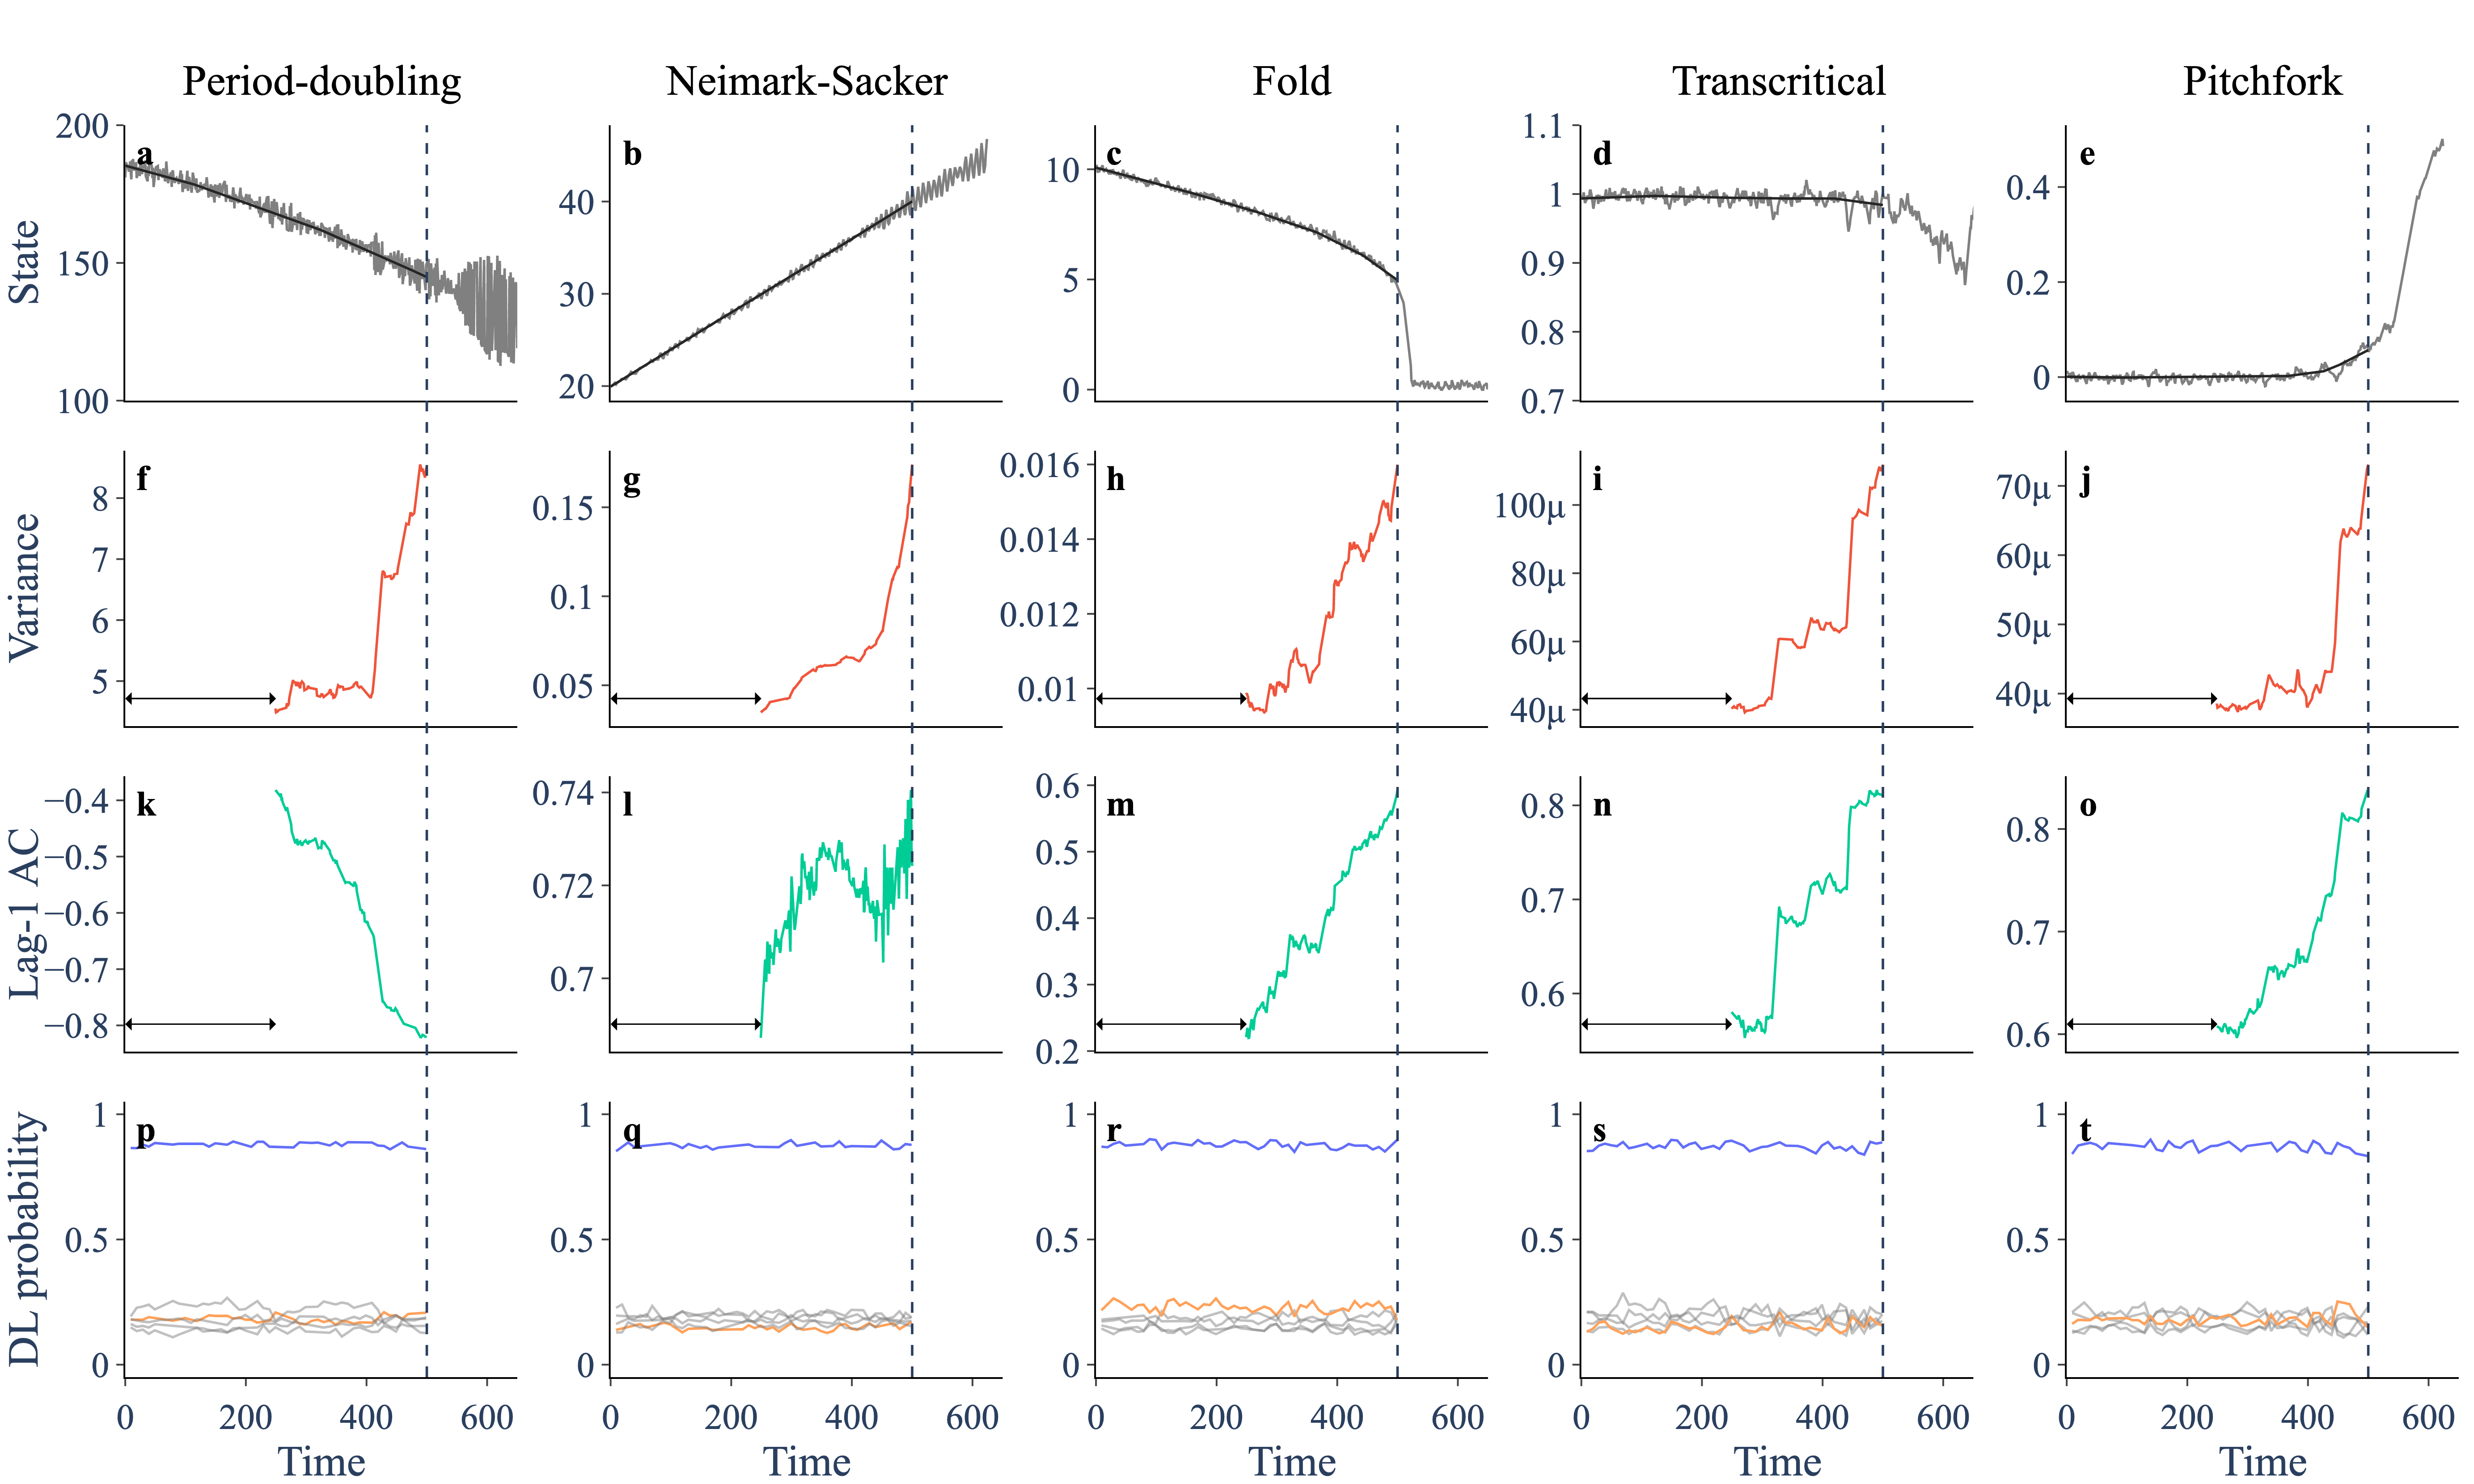 Period-doubling Neimark-Sacker Fold Transcritical Pitchfork
State
200
150
100
a
40
30
20
b
10
5
0
c
1.1
1
0.9
0.8
0.7
d
0.4
0.2
0
e
Variance
8
7
6
5
f
0.15
0.1
0.05
g
0.016
0.014
0.012
0.01
h
100μ
80μ
60μ
40μ
i
70μ
60μ
50μ
40μ
j
Lag-1 AC
−0.4
−0.5
−0.6
−0.7
−0.8
k
0.74
0.72
0.7
l
0.6
0.5
0.4
0.3
0.2
m
0.8
0.7
0.6
n
0.8
0.7
0.6
o
DL probability
1
0.5
0
p
1
0.5
0
q
1
0.5
0
r
1
0.5
0
s
1
0.5
0
t
0 200 400 600 0 200 400 600 0 200 400 600 0 200 400 600 0 200 400 600
Time Time Time Time Time